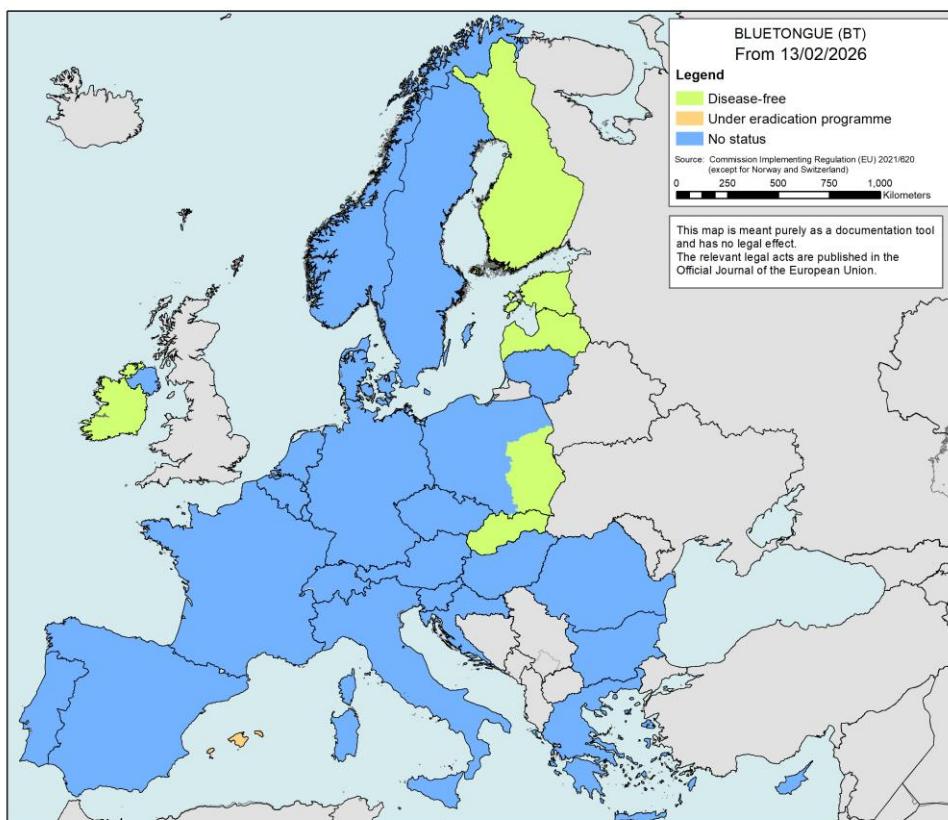 BLUETONGUE (BT)
From 13/02/2026
Legend
Disease-free
Under eradication programme
No status
Source: Commission Implementing Regulation (EU) 2021/620
(except for Norway and Switzerland)
0 250 500 750 1,000
Kilometers
This map is meant purely as a documentation tool
and has no legal effect.
The relevant legal acts are published in the
Official Journal of the European Union.